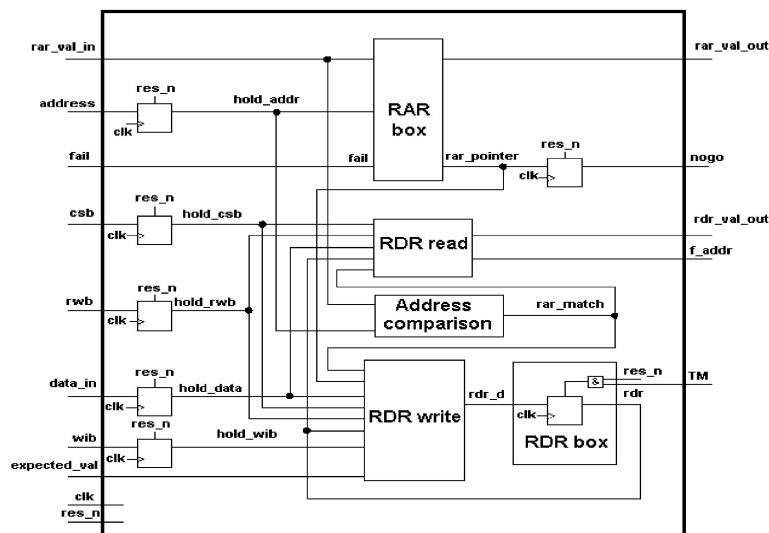 rar_val_in
rar_val_out
res_n
address
hold_addr
clk
RAR
box
fail
fail
rar_pointer
res_n
clk
nogo
res_n
csb
hold_csb
clk
rdr_val_out
RDR read
f_addr
res_n
rwb
hold_rwb
clk
Address
comparison
rar_match
res_n
data_in
hold_data
clk
res_n
wib
hold_wib
clk
expected_val
RDR write
rdr_d
clk
&
res_n
TM
rdr
RDR box
clk
res_n